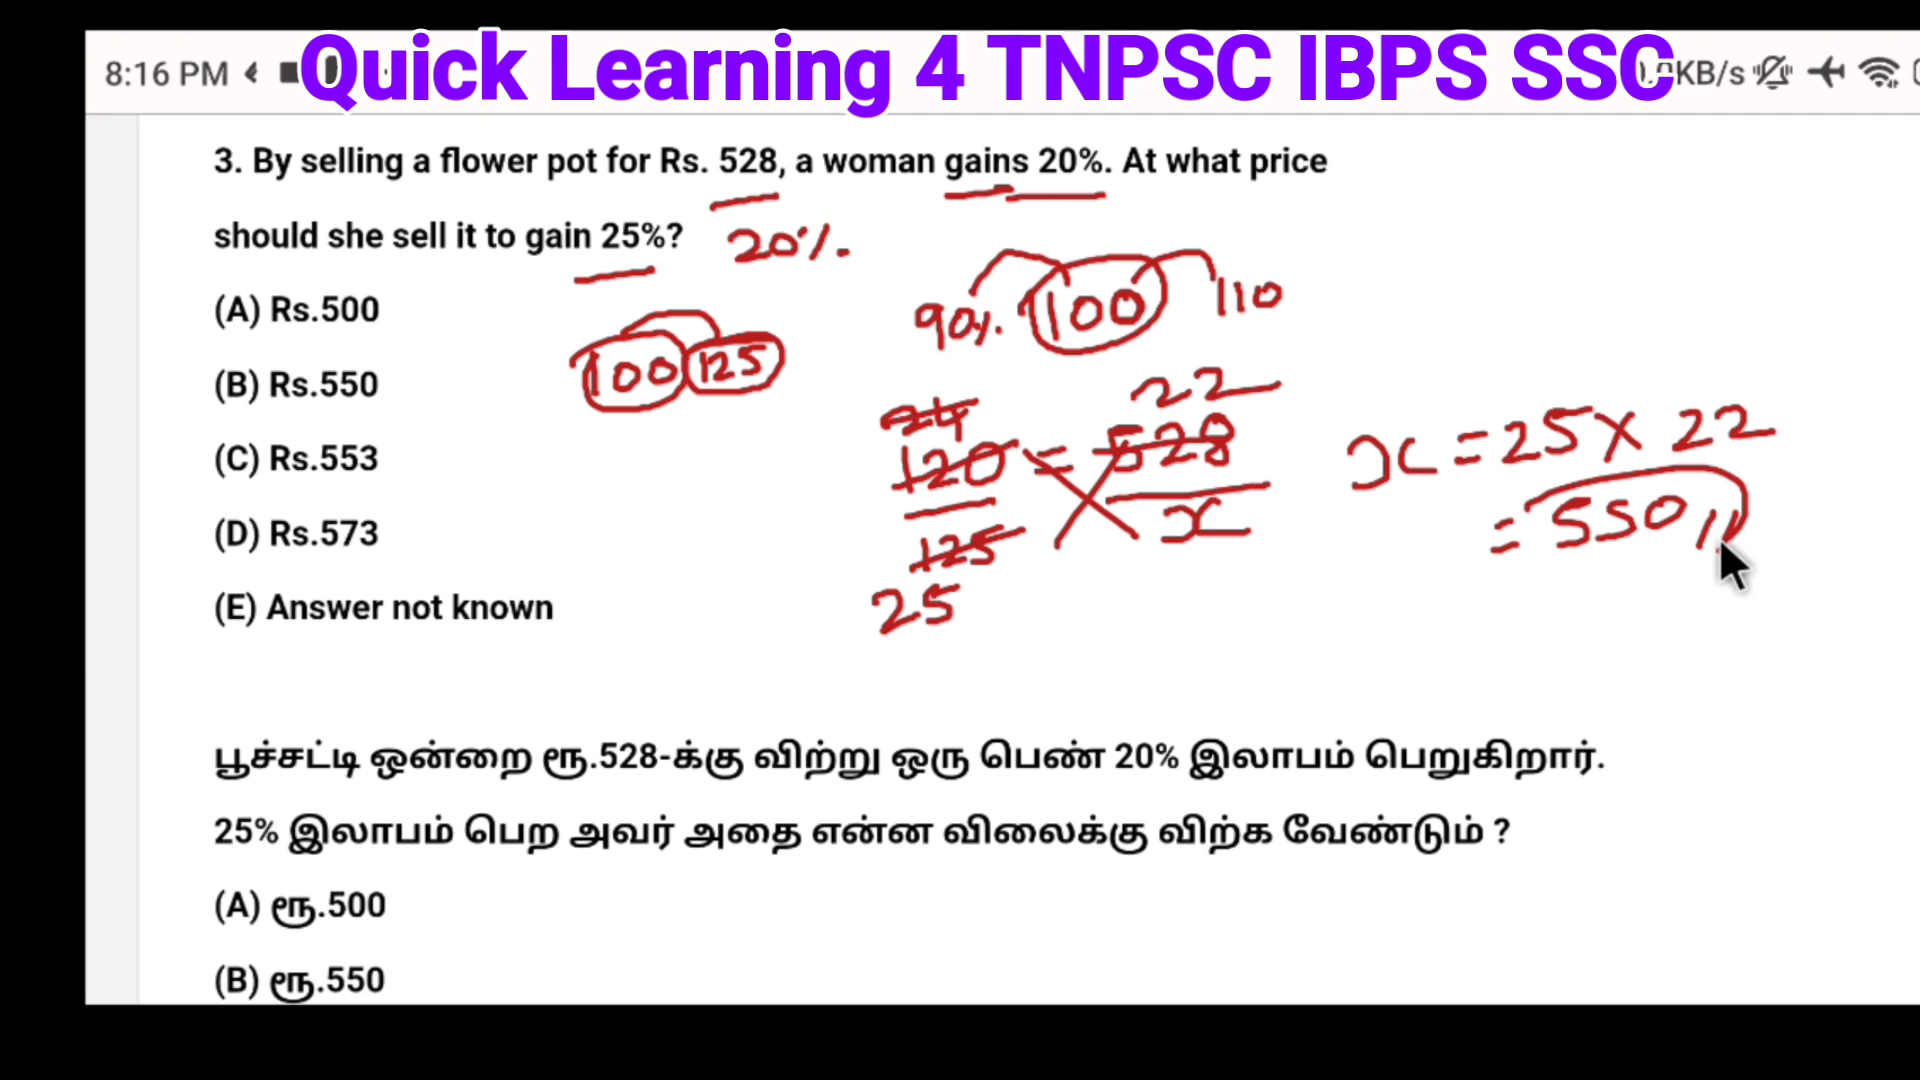 Quick Learning 4 TNPSC IBPS SSC
8:16 PM KB/s
3. By selling a flower pot for Rs. 528, a woman gains 20%. At what price
should she sell it to gain 25%?
20%.
(A) Rs.500
90%. 100 110
100 125
(B) Rs.550
24 22
120 = 528
125 x
25
x = 25 x 22
= 550
(C) Rs.553
(D) Rs.573
(E) Answer not known
பூச்சட்டி ஒன்றை ரூ.528-க்கு விற்று ஒரு பெண் 20% இலாபம் பெறுகிறார்.
25% இலாபம் பெற அவர் அதை என்ன விலைக்கு விற்க வேண்டும் ?
(A) ரூ.500
(B) ரூ.550